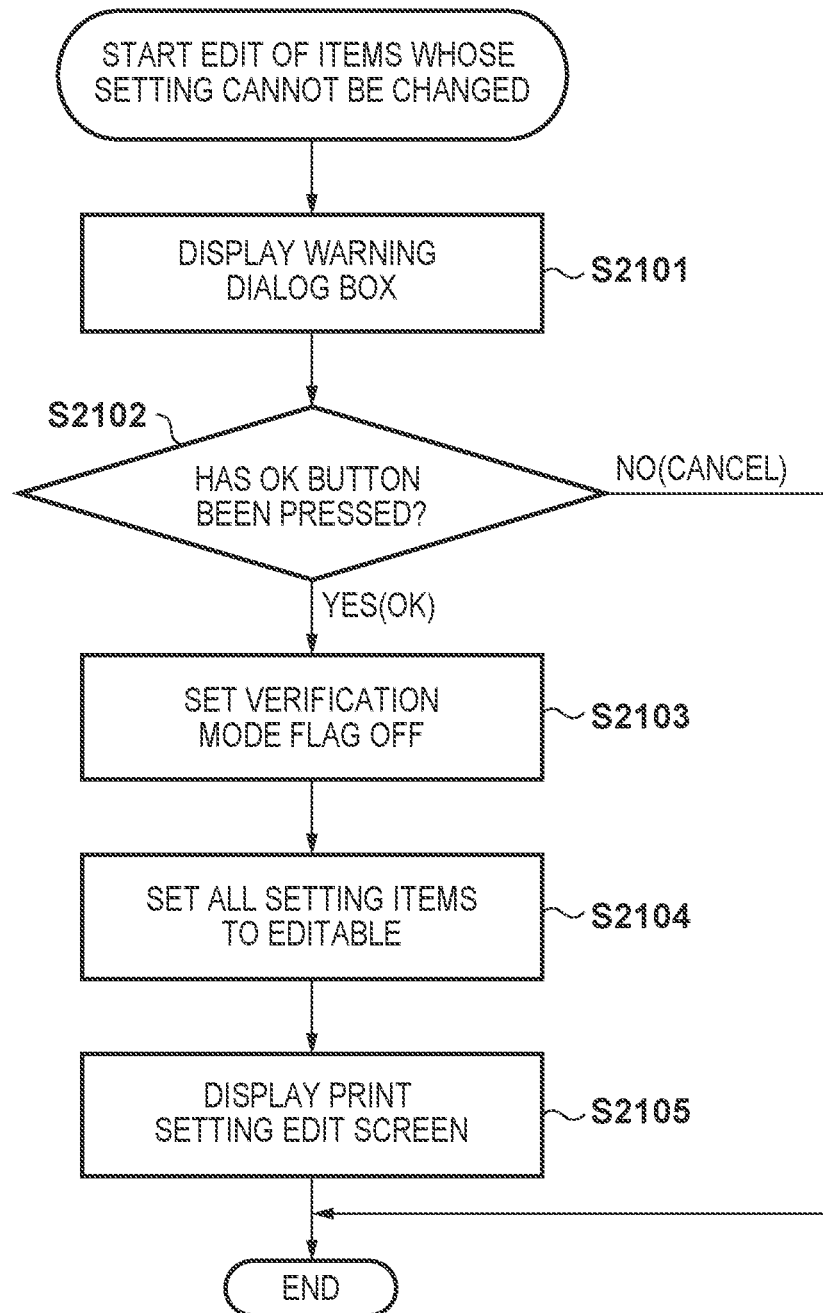 START EDIT OF ITEMS WHOSE
SETTING CANNOT BE CHANGED
DISPLAY WARNING
DIALOG BOX
S2101
S2102
HAS OK BUTTON
BEEN PRESSED?
NO(CANCEL)
YES(OK)
SET VERIFICATION
MODE FLAG OFF
S2103
SET ALL SETTING ITEMS
TO EDITABLE
S2104
DISPLAY PRINT
SETTING EDIT SCREEN
S2105
END